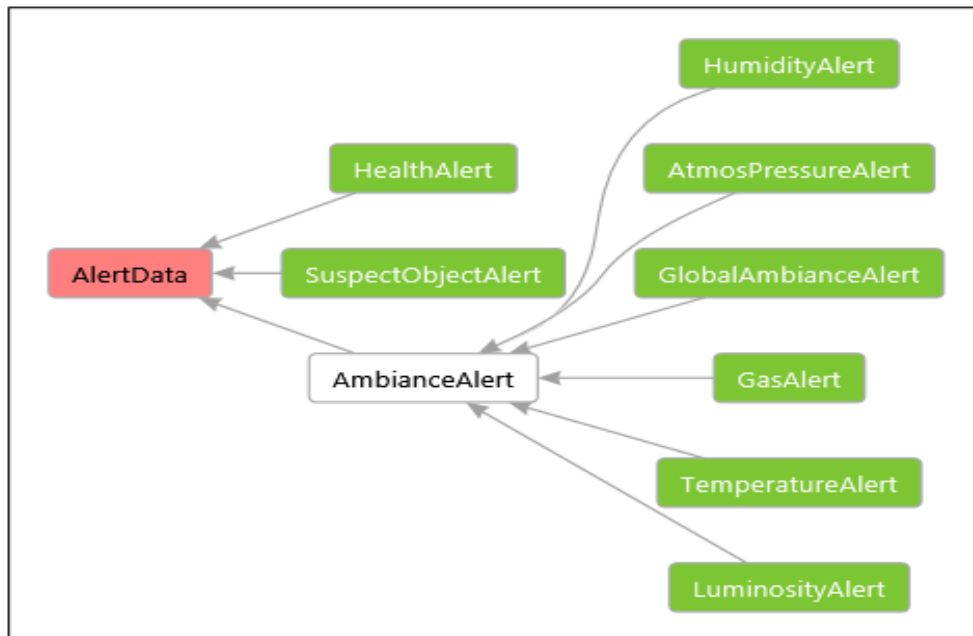 HumidityAlert
HealthAlert
AtmosPressureAlert
AlertData
SuspectObjectAlert
GlobalAmbianceAlert
AmbianceAlert
GasAlert
TemperatureAlert
LuminosityAlert